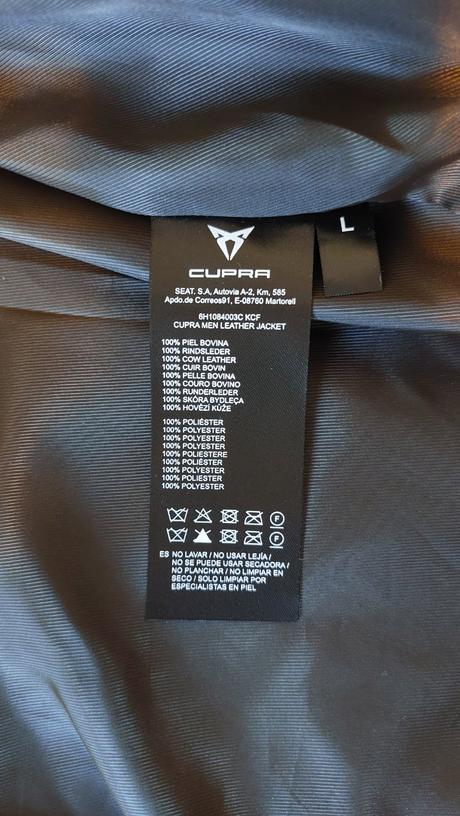 L
CUPRA
SEAT. S.A, Autovia A-2, Km, 585
Apdo.de Correos91, E-08760 Martorell
6H1084003C KCF
CUPRA MEN LEATHER JACKET
100% PIEL BOVINA
100% RINDSLEDER
100% COW LEATHER
100% CUIR BOVIN
100% PELLE BOVINA
100% COURO BOVINO
100% RUNDERLEDER
100% SKÓRA BYDLEÇA
100% HOVĚZÍ KŮŽE
100% POLIÉSTER
100% POLYESTER
100% POLYESTER
100% POLYESTER
100% POLIESTERE
100% POLIÉSTER
100% POLYESTER
100% POLIESTER
100% POLYESTER
F
F
ES NO LAVAR / NO USAR LEJÍA /
NO SE PUEDE USAR SECADORA /
NO PLANCHAR / NO LIMPIAR EN
SECO / SOLO LIMPIAR POR
ESPECIALISTAS EN PIEL